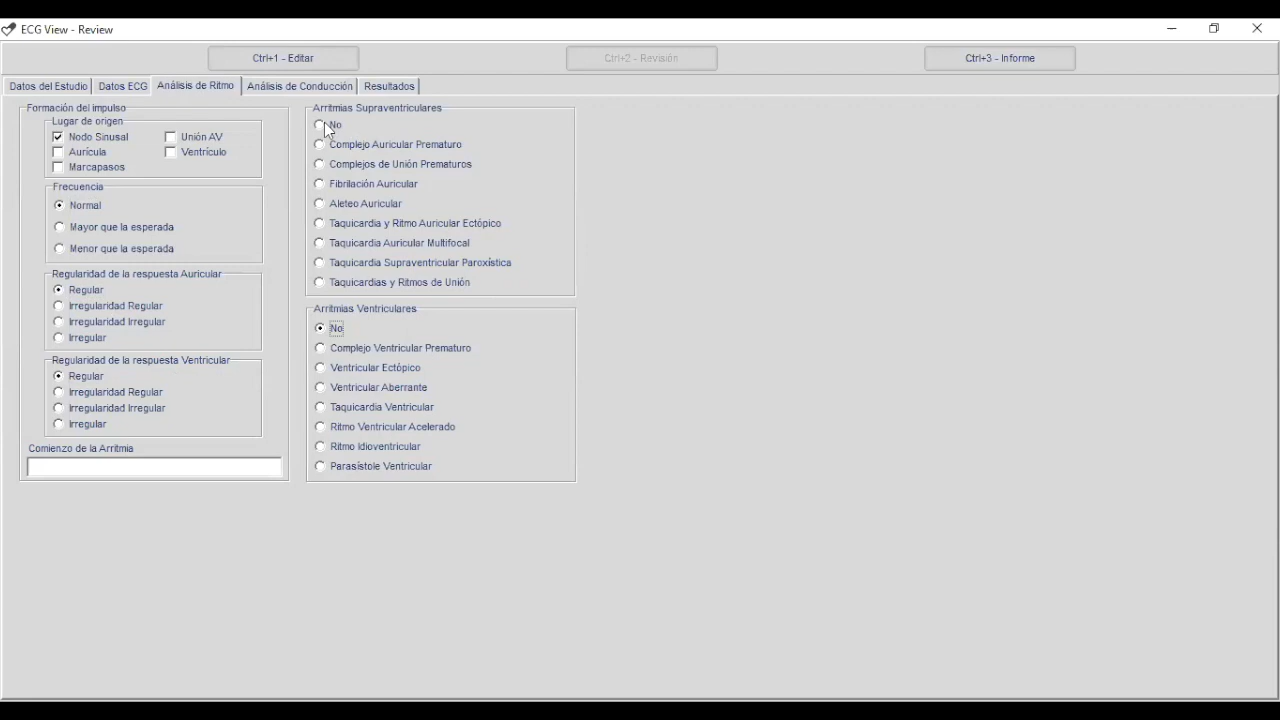 ECG View - Review
Ctrl+1 - Editar
Ctrl+2 - Revisión
Ctrl+3 - Informe
Datos del Estudio
Datos ECG
Análisis de Ritmo
Análisis de Conducción
Resultados
Formación del impulso
Lugar de origen
Nodo Sinusal
Unión AV
Aurícula
Ventrículo
Marcapasos
Frecuencia
Normal
Mayor que la esperada
Menor que la esperada
Regularidad de la respuesta Auricular
Regular
Irregularidad Regular
Irregularidad Irregular
Irregular
Regularidad de la respuesta Ventricular
Regular
Irregularidad Regular
Irregularidad Irregular
Irregular
Comienzo de la Arritmia
Arritmias Supraventriculares
No
Complejo Auricular Prematuro
Complejos de Unión Prematuros
Fibrilación Auricular
Aleteo Auricular
Taquicardia y Ritmo Auricular Ectópico
Taquicardia Auricular Multifocal
Taquicardia Supraventricular Paroxística
Taquicardias y Ritmos de Unión
Arritmias Ventriculares
No
Complejo Ventricular Prematuro
Ventricular Ectópico
Ventricular Aberrante
Taquicardia Ventricular
Ritmo Ventricular Acelerado
Ritmo Idioventricular
Parasístole Ventricular